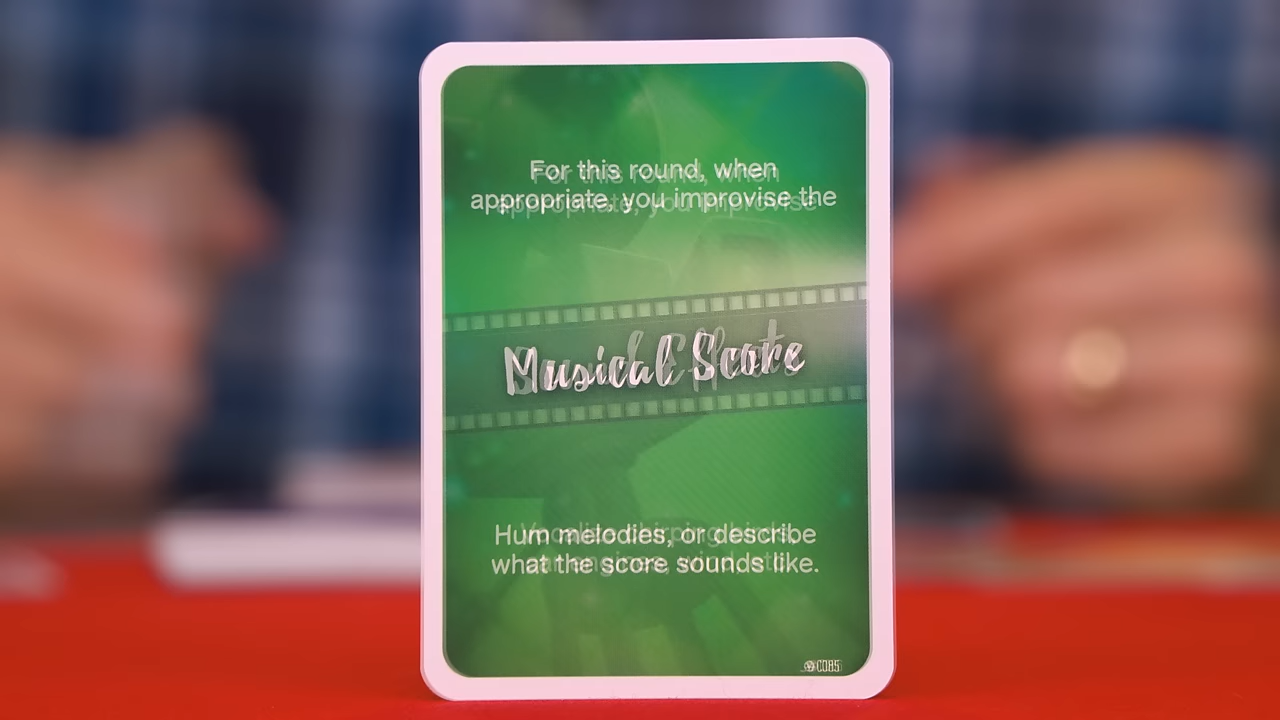 For this round, when
appropriate, you improvise the
Musical Score
Hum melodies, or describe
what the score sounds like.